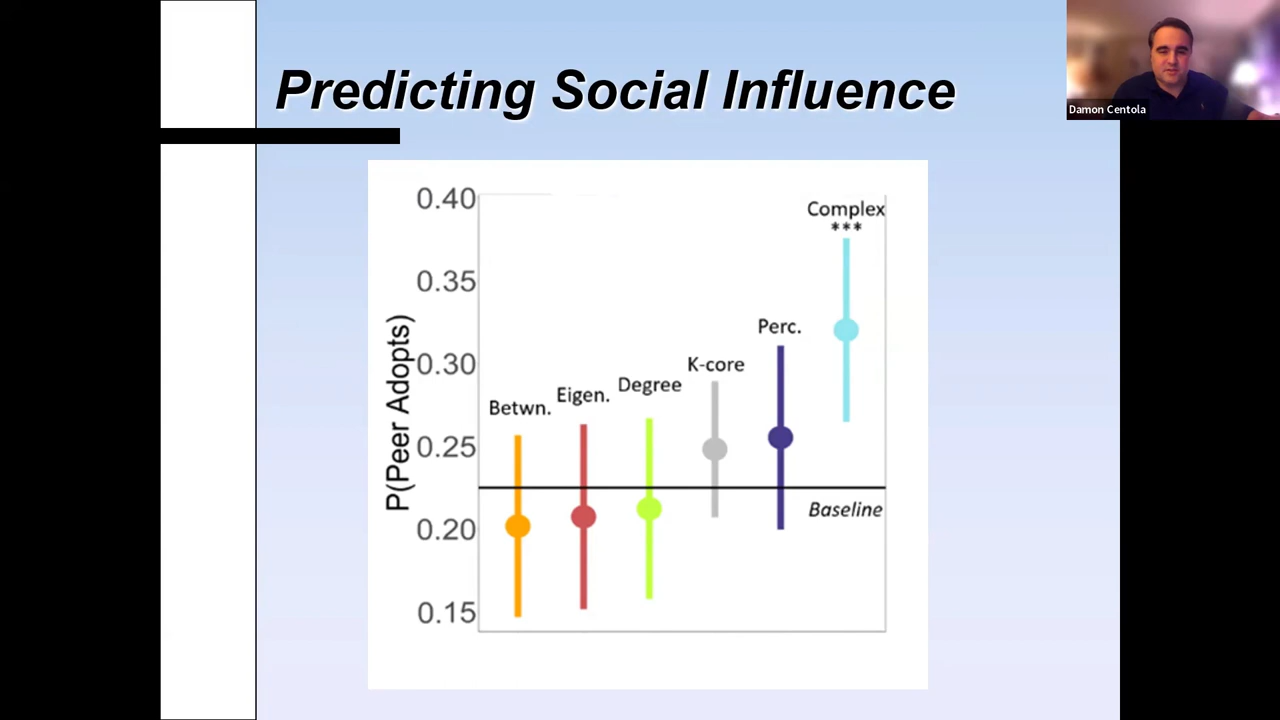 Predicting Social Influence
Damon Centola
0.40
0.35
0.30
0.25
0.20
0.15
P(Peer Adopts)
Betwn.
Eigen.
Degree
K-core
Perc.
Complex
***
Baseline